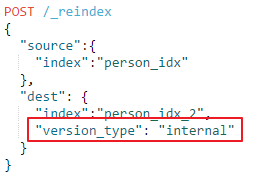 POST /_reindex
{
"source":{
"index":"person_idx"
},
"dest": {
"index":"person_idx_2",
"version_type": "internal"
}
}